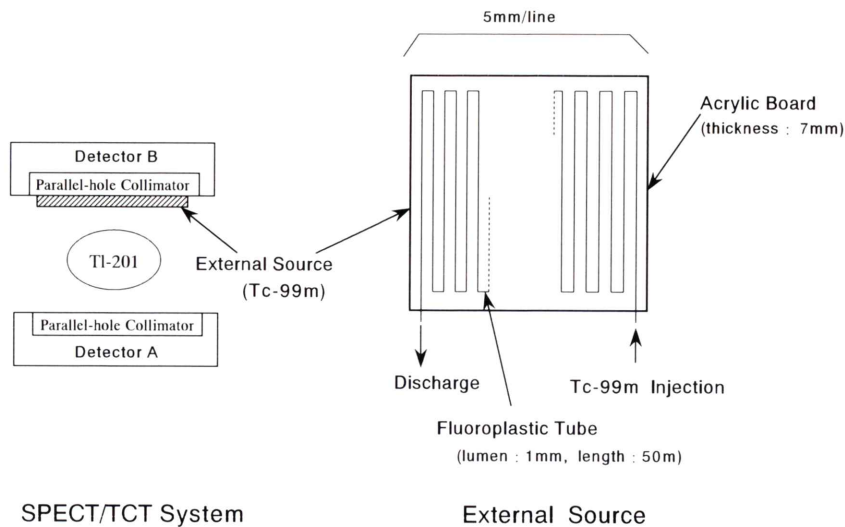 5mm/line
Acrylic Board
(thickness : 7mm)
Detector B
Parallel-hole Collimator
Tl-201
External Source
(Tc-99m)
Parallel-hole Collimator
Detector A
Discharge
Tc-99m Injection
Fluoroplastic Tube
(lumen : 1mm, length : 50m)
SPECT/TCT System
External Source